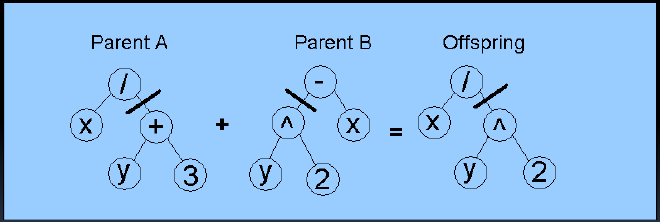 Parent A Parent B Offspring
/ - /
x + + ^ x = x ^
y 3 y 2 y 2